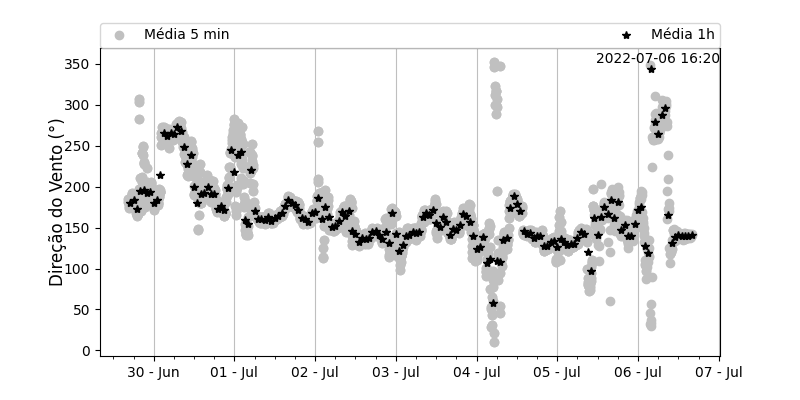 Média 5 min
Média 1h
2022-07-06 16:20
Direção do Vento (°)
350
300
250
200
150
100
50
0
30 - Jun
01 - Jul
02 - Jul
03 - Jul
04 - Jul
05 - Jul
06 - Jul
07 - Jul